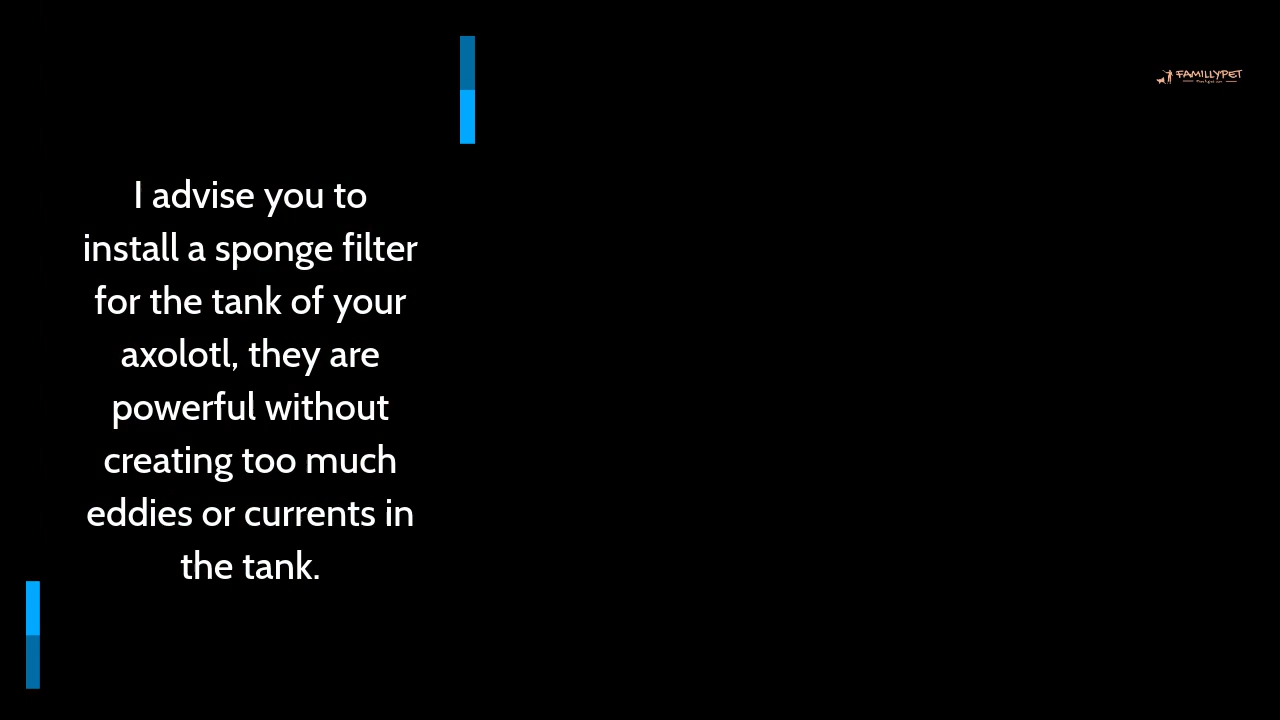 I advise you to
install a sponge filter
for the tank of your
axolotl, they are
powerful without
creating too much
eddies or currents in
the tank.
FAMILLYPET